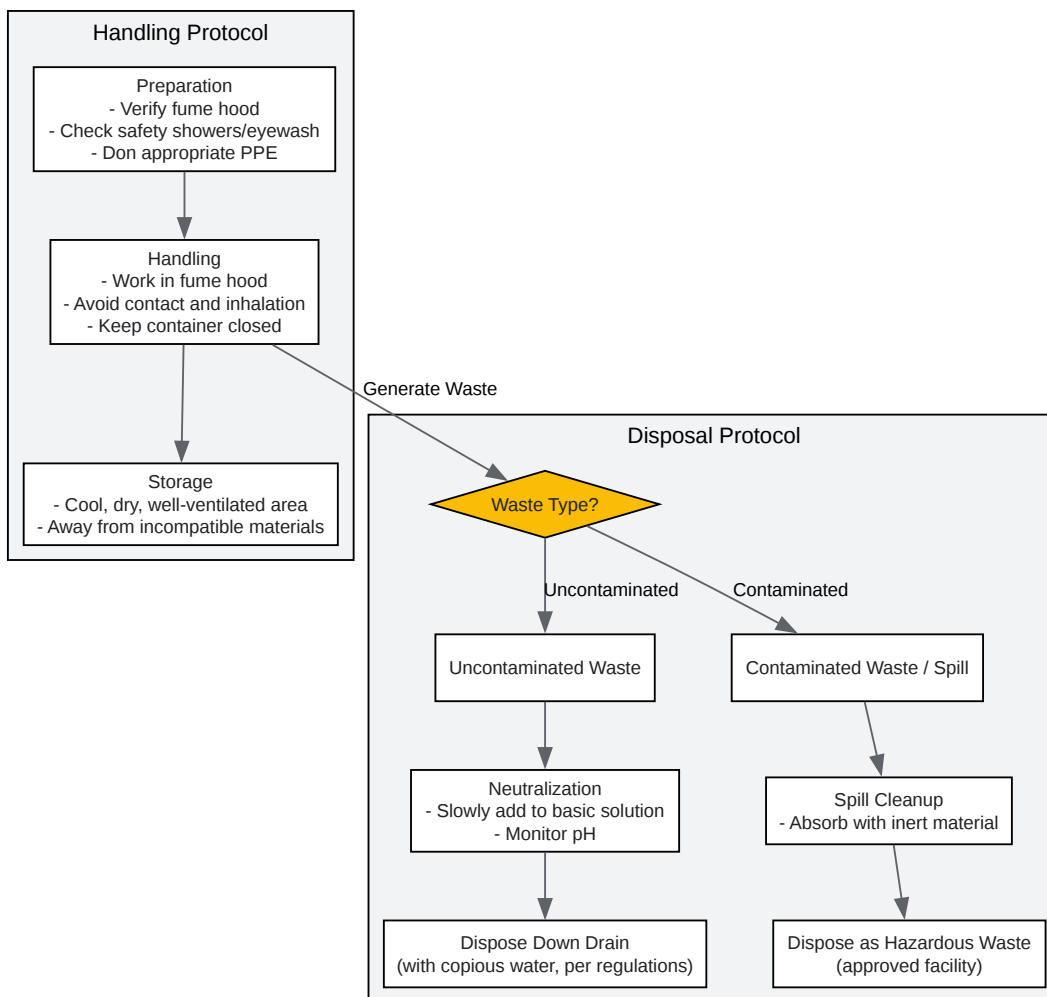 Handling Protocol
Preparation
- Verify fume hood
- Check safety showers/eyewash
- Don appropriate PPE
Handling
- Work in fume hood
- Avoid contact and inhalation
- Keep container closed
Generate Waste
Storage
- Cool, dry, well-ventilated area
- Away from incompatible materials
Disposal Protocol
Waste Type?
Uncontaminated
Contaminated
Uncontaminated Waste
Contaminated Waste / Spill
Neutralization
- Slowly add to basic solution
- Monitor pH
Spill Cleanup
- Absorb with inert material
Dispose Down Drain
(with copious water, per regulations)
Dispose as Hazardous Waste
(approved facility)